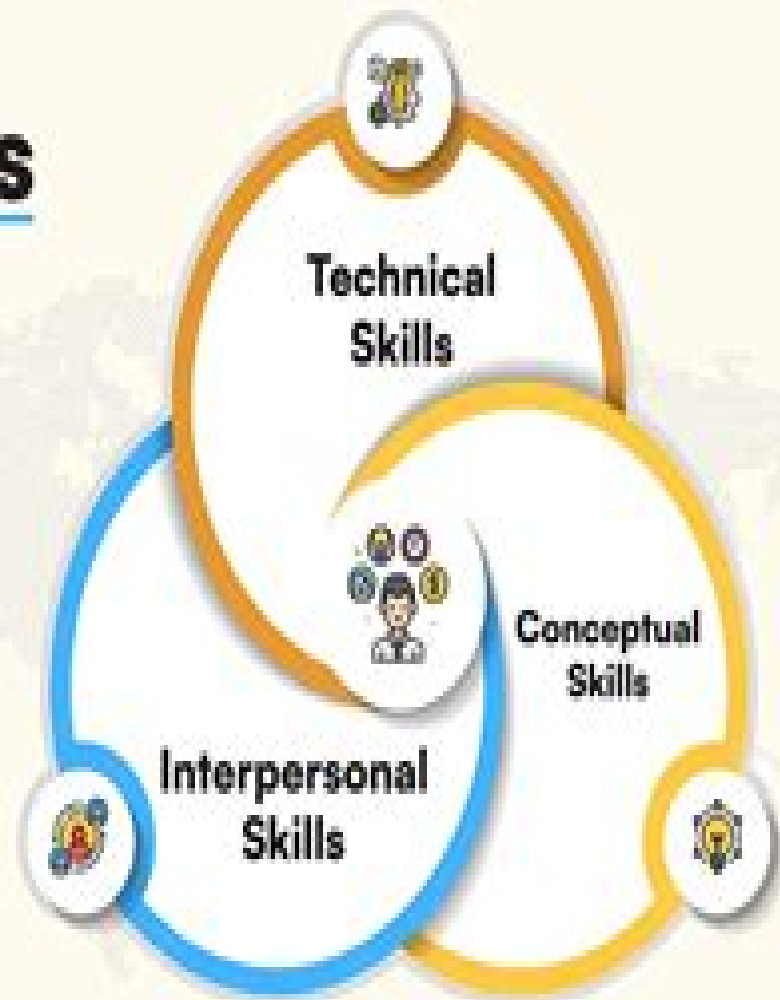 s
Technical
Skills
Conceptual
Skills
Interpersonal
Skills